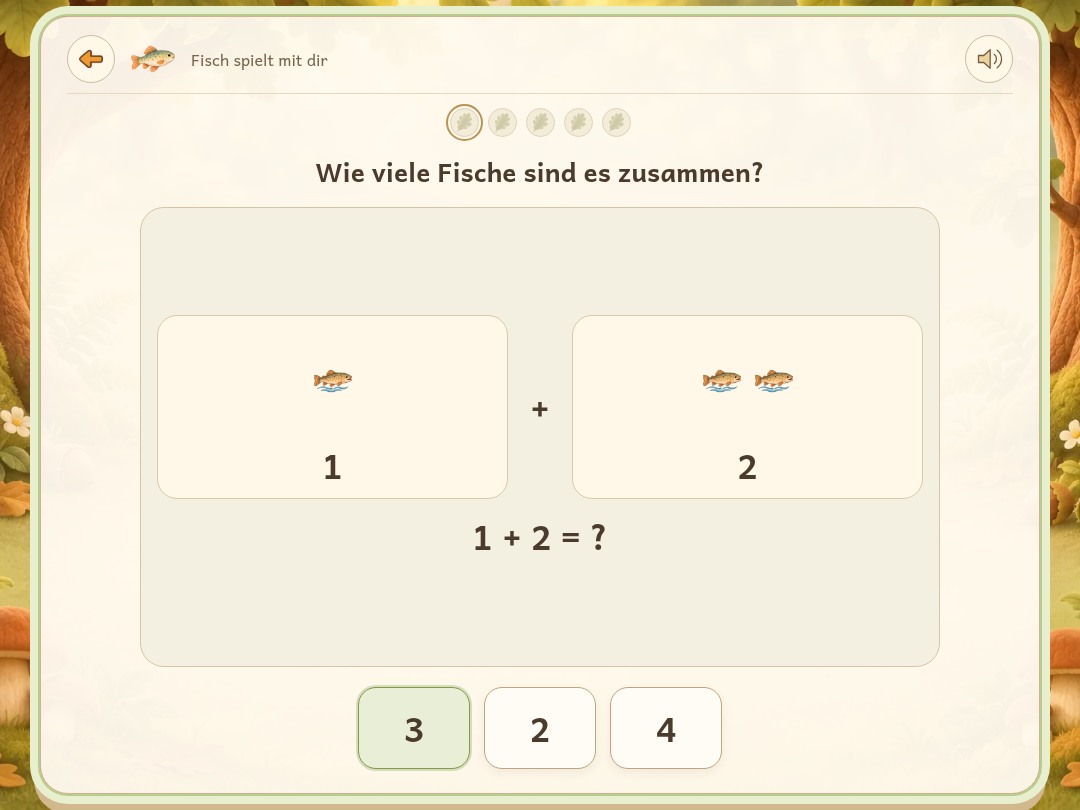 Fisch spielt mit dir
Wie viele Fische sind es zusammen?
1
+
2
1 + 2 = ?
3 2 4